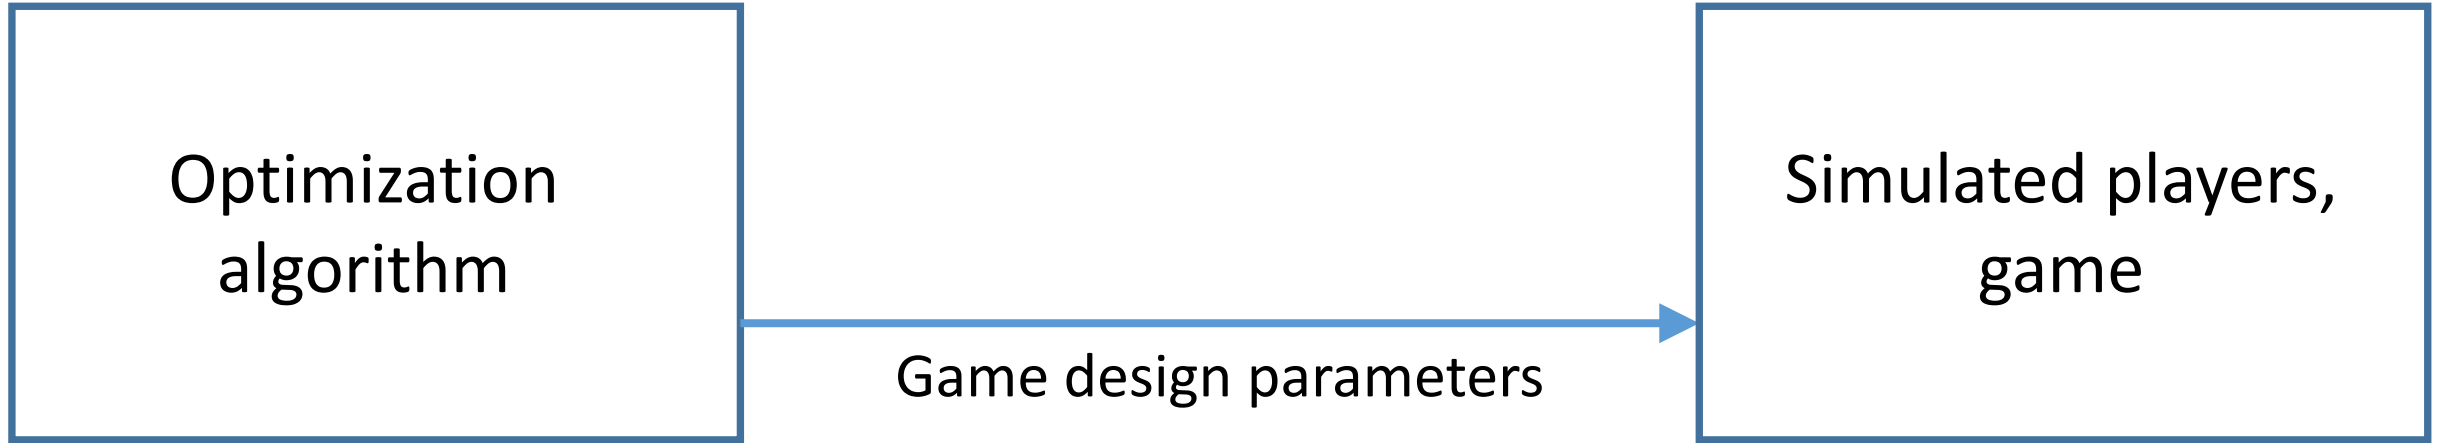 Optimization
algorithm
Game design parameters
Simulated players,
game